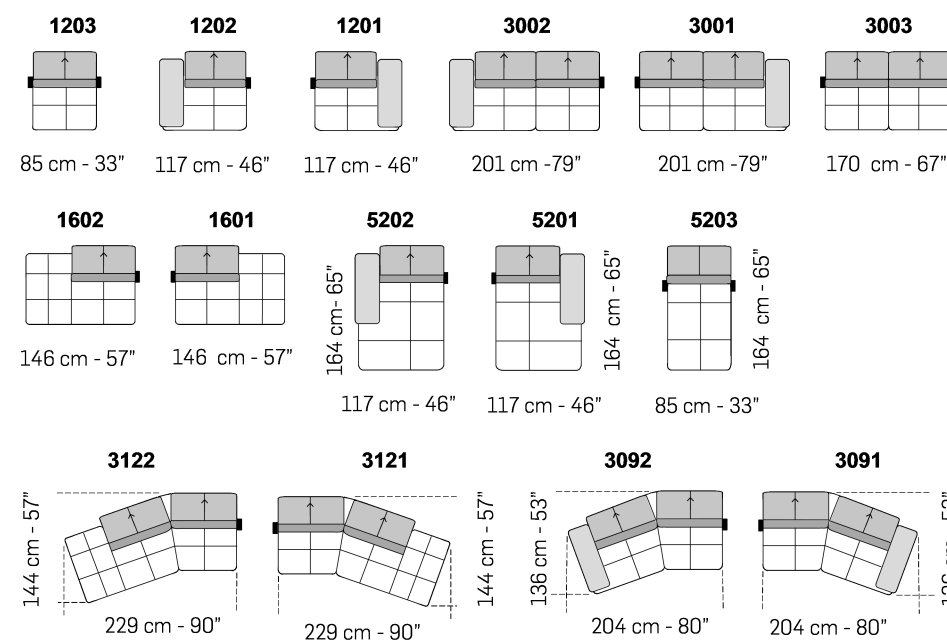 1203 1202 1201 3002 3001 3003
85 cm - 33" 117 cm - 46" 117 cm - 46" 201 cm -79" 201 cm -79" 170 cm - 67"
1602 1601 5202 5201 5203
164 cm- 65" 164 cm - 65" 164 cm - 65"
146 cm - 57" 146 cm - 57"
117 cm - 46" 117 cm - 46" 85 cm - 33"
3122 3121 3092 3091
144 cm - 57" 144 cm - 57" 136 cm - 53"
229 cm - 90" 229 cm - 90" 204 cm - 80" 204 cm - 80"